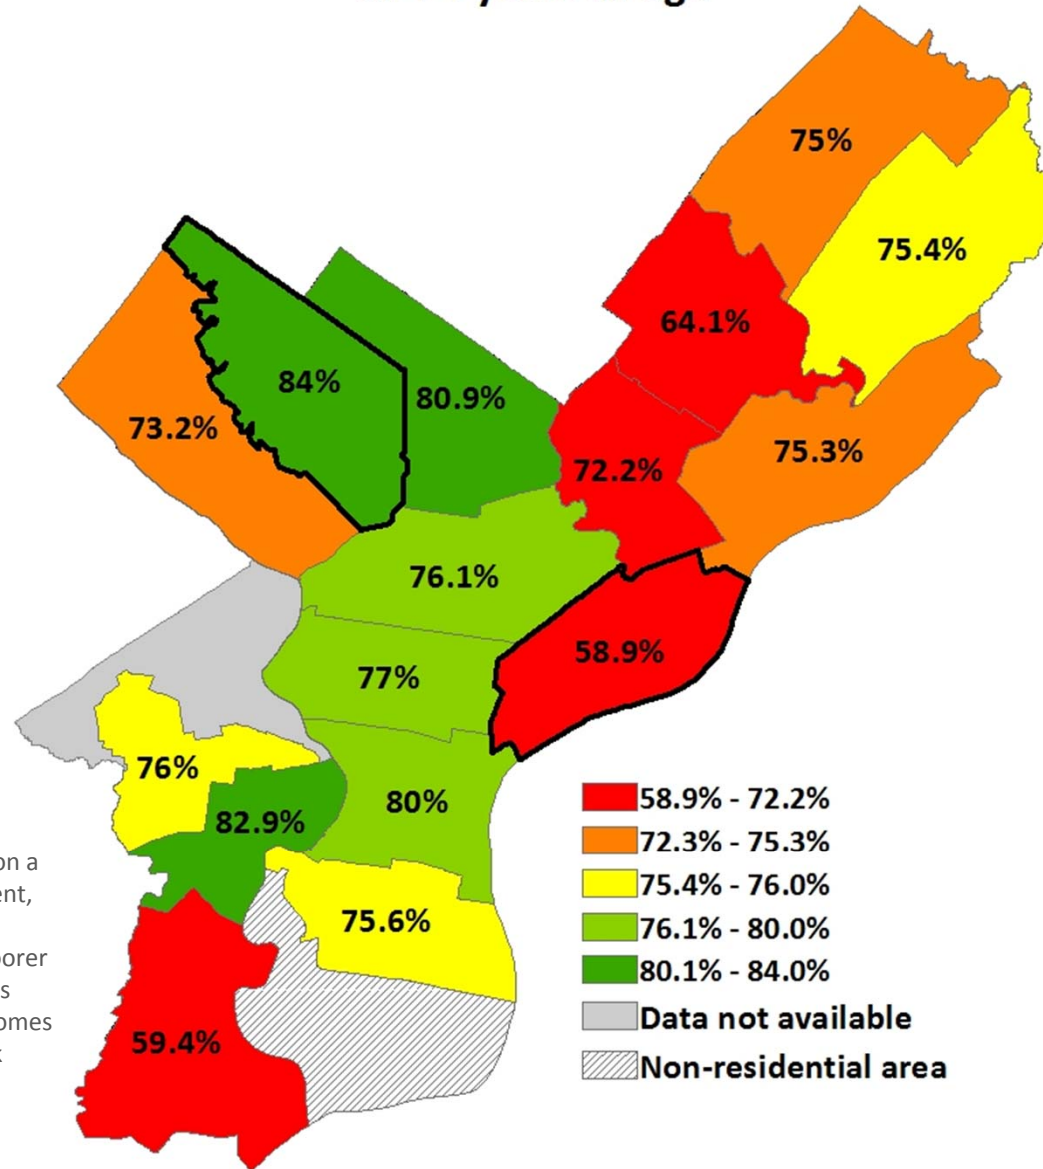 75%
75.4%
64.1%
84%
80.9%
73.2%
75.3%
72.2%
76.1%
58.9%
77%
76%
80%
82.9%
75.6%
59.4%
58.9% - 72.2%
72.3% - 75.3%
75.4% - 76.0%
76.1% - 80.0%
80.1% - 84.0%
Data not available
Non-residential area
on a